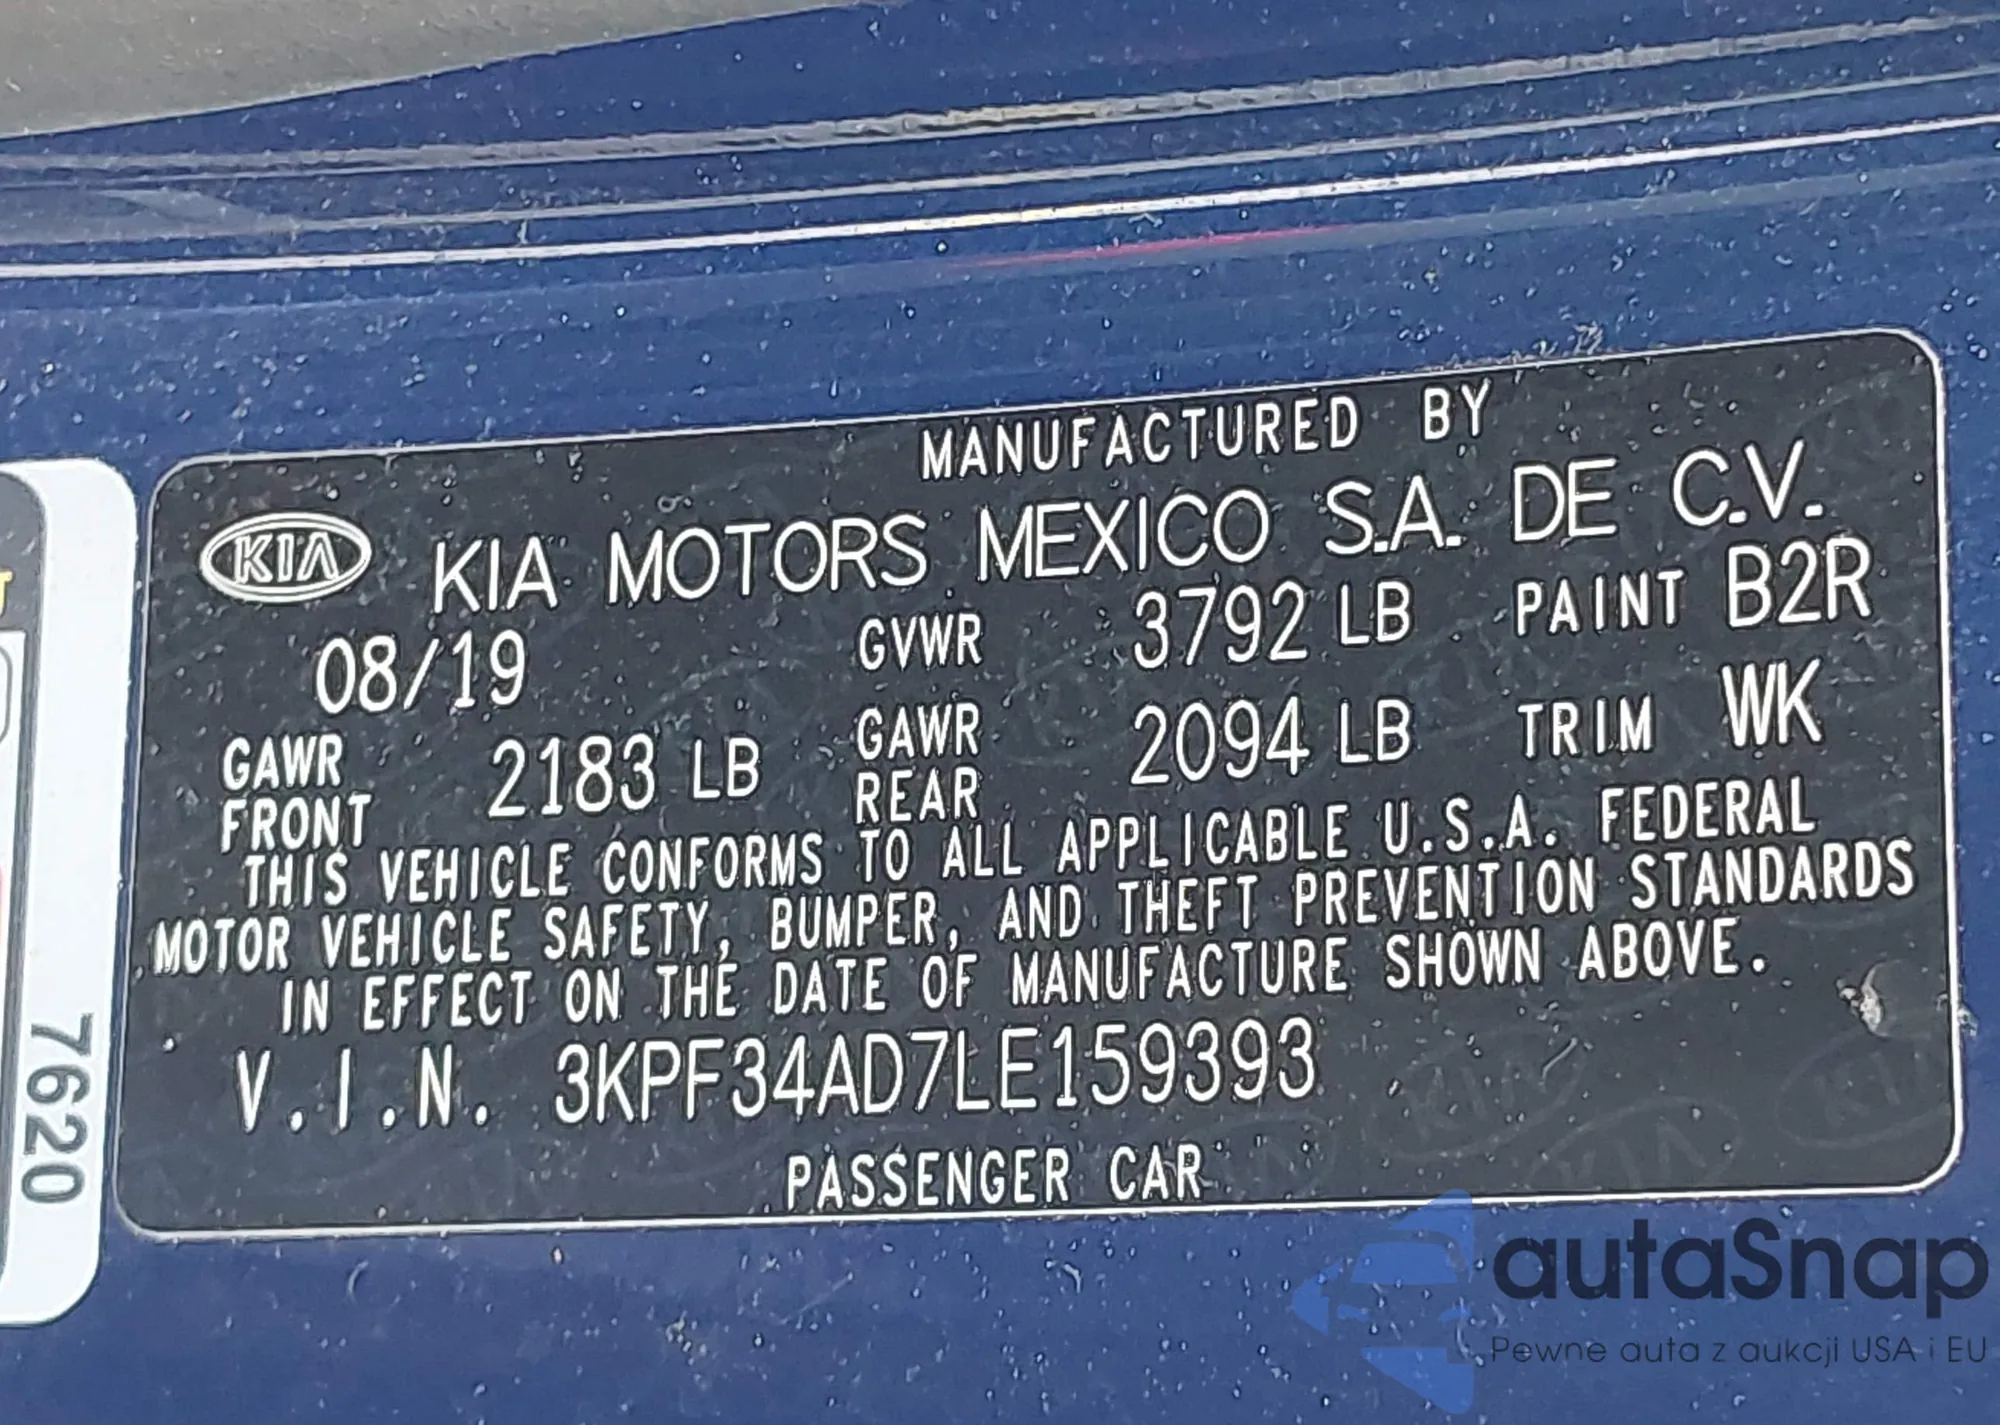 MANUFACTURED BY
KIA KIA MOTORS MEXICO S.A. DE C.V.
08/19 GVWR 3792 LB PAINT B2R
GAWR FRONT 2183 LB GAWR REAR 2094 LB TRIM WK
THIS VEHICLE CONFORMS TO ALL APPLICABLE U.S.A. FEDERAL
MOTOR VEHICLE SAFETY, BUMPER, AND THEFT PREVENTION STANDARDS
IN EFFECT ON THE DATE OF MANUFACTURE SHOWN ABOVE.
V.I.N. 3KPF34AD7LE159393
PASSENGER CAR
7620
autaSnap
Pewne auta z aukcji USA i EU